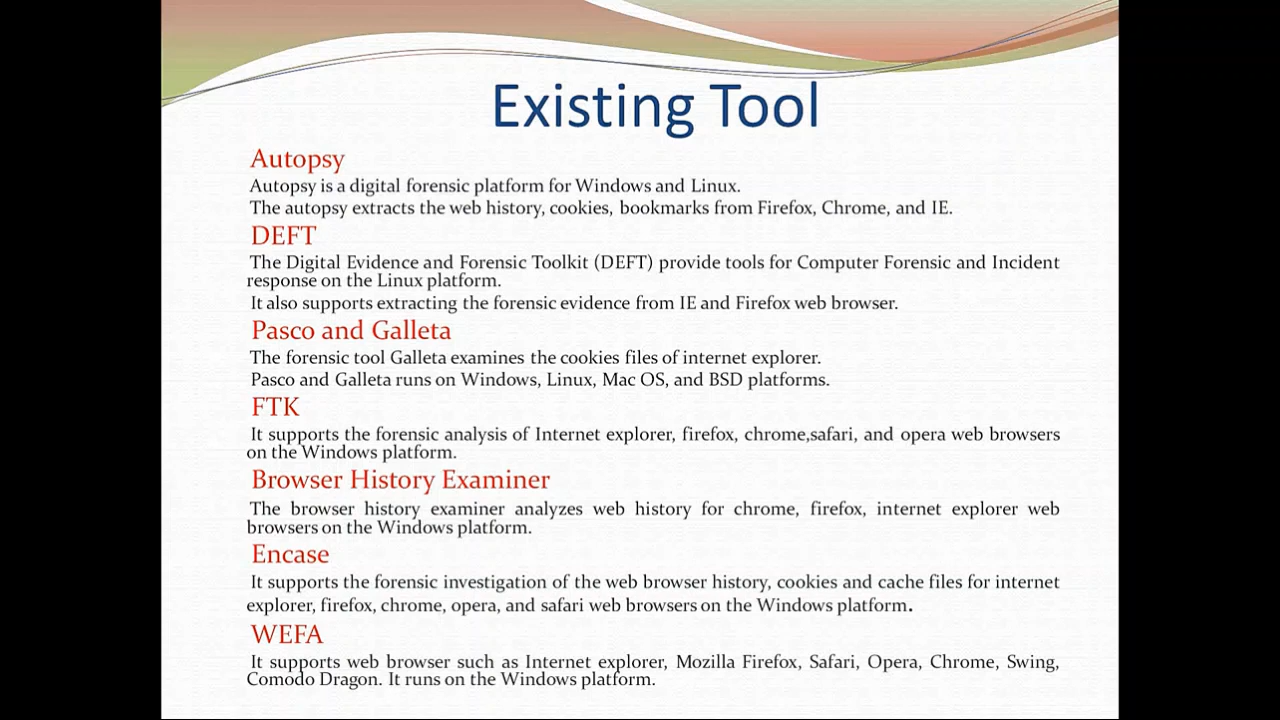 Existing Tool
Autopsy
Autopsy is a digital forensic platform for Windows and Linux.
The autopsy extracts the web history, cookies, bookmarks from Firefox, Chrome, and IE.
DEFT
The Digital Evidence and Forensic Toolkit (DEFT) provide tools for Computer Forensic and Incident
response on the Linux platform.
It also supports extracting the forensic evidence from IE and Firefox web browser.
Pasco and Galleta
The forensic tool Galleta examines the cookies files of internet explorer.
Pasco and Galleta runs on Windows, Linux, Mac OS, and BSD platforms.
FTK
It supports the forensic analysis of Internet explorer, firefox, chrome,safari, and opera web browsers
on the Windows platform.
Browser History Examiner
The browser history examiner analyzes web history for chrome, firefox, internet explorer web
browsers on the Windows platform.
Encase
It supports the forensic investigation of the web browser history, cookies and cache files for internet
explorer, firefox, chrome, opera, and safari web browsers on the Windows platform.
WEFA
It supports web browser such as Internet explorer, Mozilla Firefox, Safari, Opera, Chrome, Swing,
Comodo Dragon. It runs on the Windows platform.